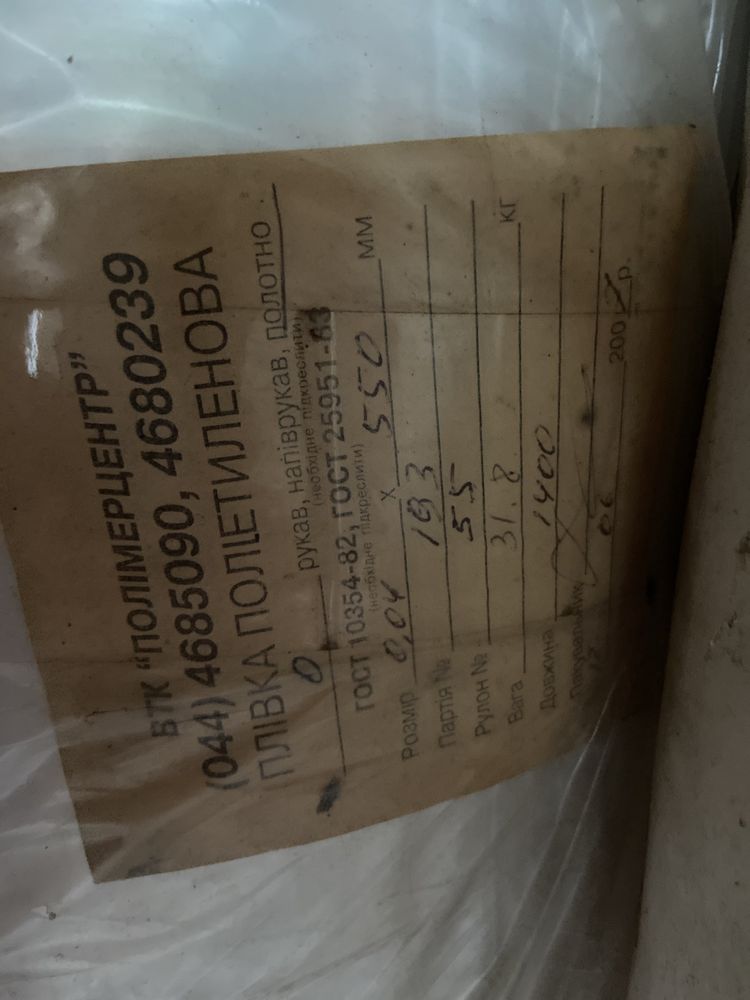 ВТК “ПОЛІМЕРЦЕНТР”
(044) 4685090, 4680239
ПЛІВКА ПОЛІЕТИЛЕНОВА
О рукав, напіврукав, полотно
(необхідне підкреслити)
ГОСТ 10354-82, ГОСТ 25951-83
(необхідне підкреслити)
Розмір 0,04 х 550 мм
Партія № 193
Рулон № 55
Вага 31.8 кг
Довжина 1400
Пакувальник
06 200 р.